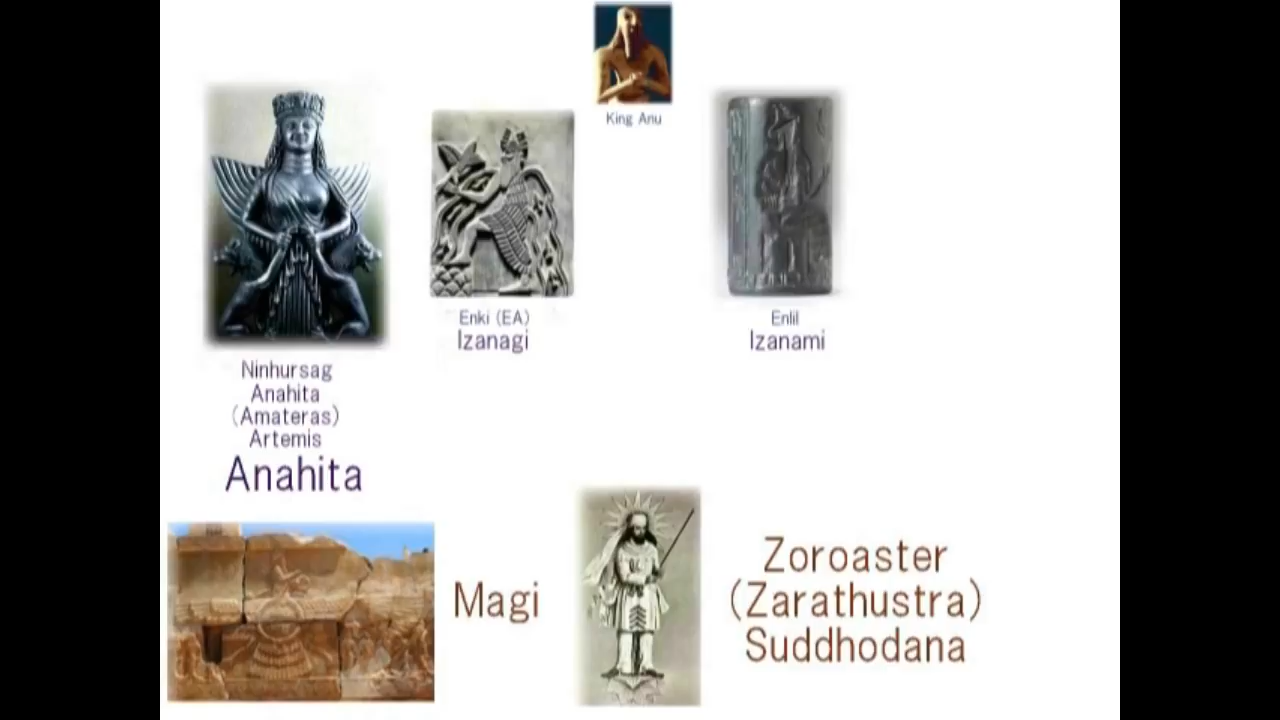 King Anu
Enki (EA)
Izanagi
Enlil
Izanami
Ninhursag
Anahita
(Amateras)
Artemis
Anahita
Magi
Zoroaster
(Zarathustra)
Suddhodana